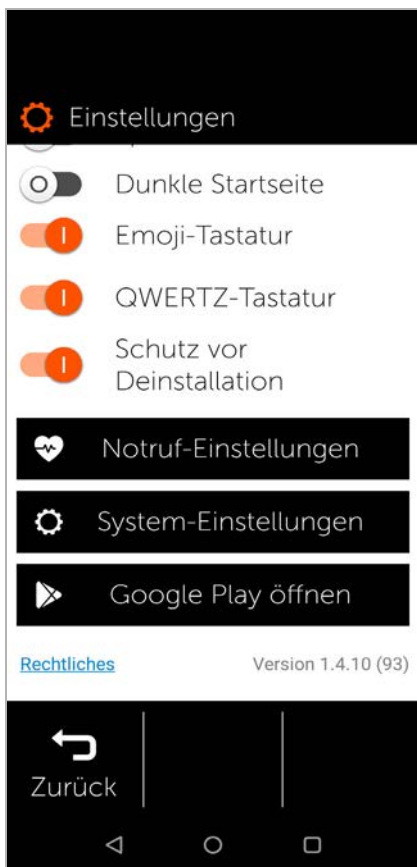 Einstellungen
Dunkle Startseite
Emoji-Tastatur
QWERTZ-Tastatur
Schutz vor
Deinstallation
Notruf-Einstellungen
System-Einstellungen
Google Play öffnen
Rechtliches Version 1.4.10 (93)
Zurück